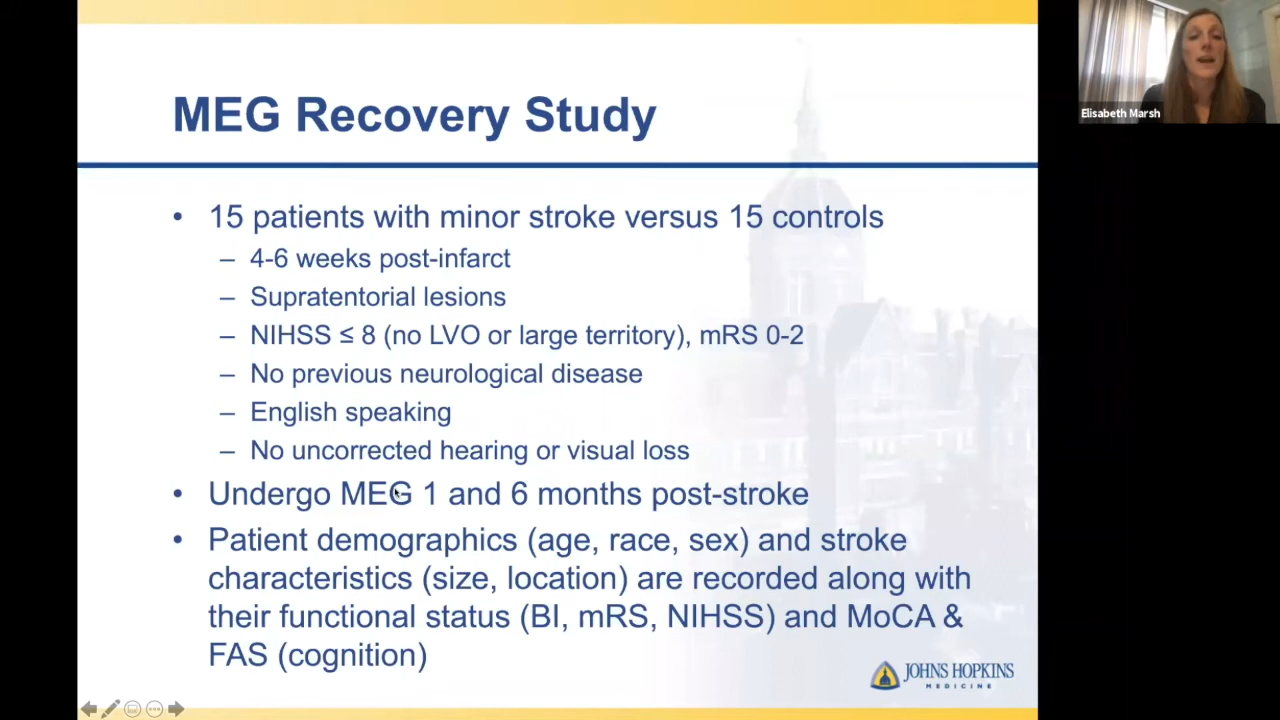 MEG Recovery Study
• 15 patients with minor stroke versus 15 controls
– 4-6 weeks post-infarct
– Supratentorial lesions
– NIHSS ≤ 8 (no LVO or large territory), mRS 0-2
– No previous neurological disease
– English speaking
– No uncorrected hearing or visual loss
• Undergo MEG 1 and 6 months post-stroke
• Patient demographics (age, race, sex) and stroke
characteristics (size, location) are recorded along with
their functional status (BI, mRS, NIHSS) and MoCA &
FAS (cognition)
JOHNS HOPKINS
MEDICINE
Elisabeth Marsh